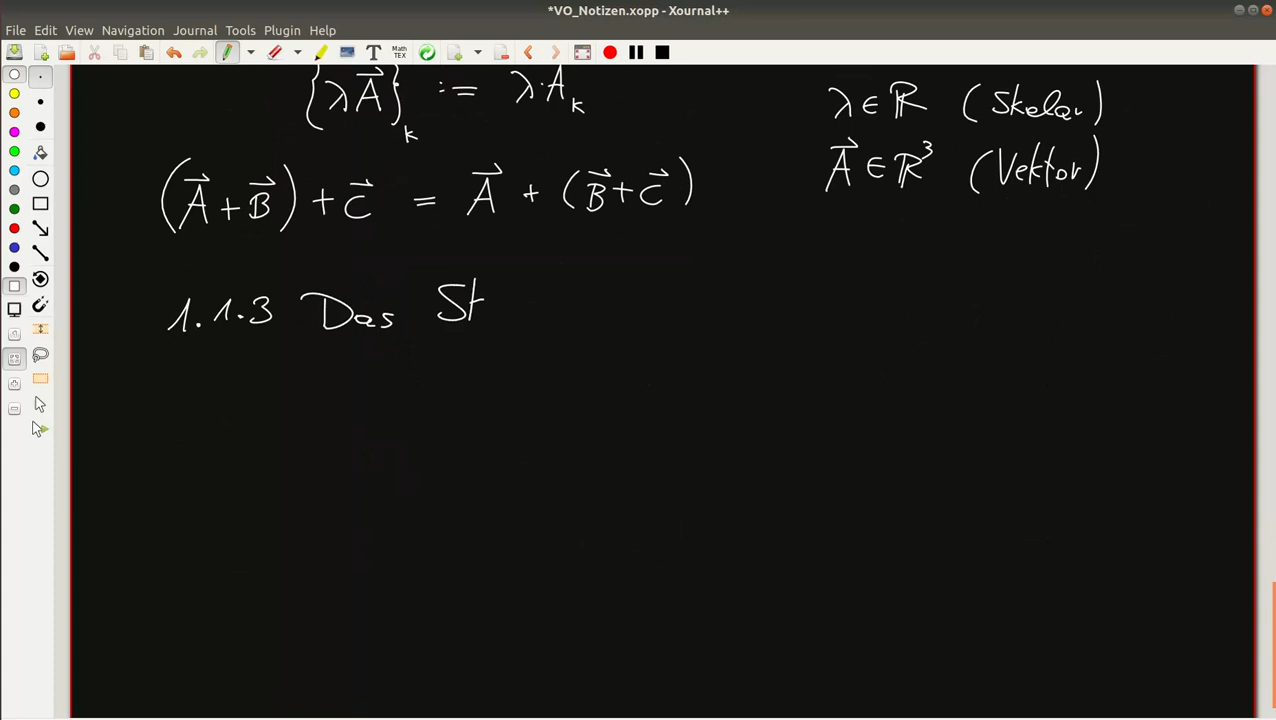 *VO_Notizen.xopp - Xournal++
File Edit View Navigation Journal Tools Plugin Help
{λA⃗}ₖ := λ·Aₖ
λ∈ℝ (Skalar)
A⃗∈ℝ³ (Vektor)
(A⃗+B⃗)+C⃗ = A⃗+(B⃗+C⃗)
1.1.3 Das St